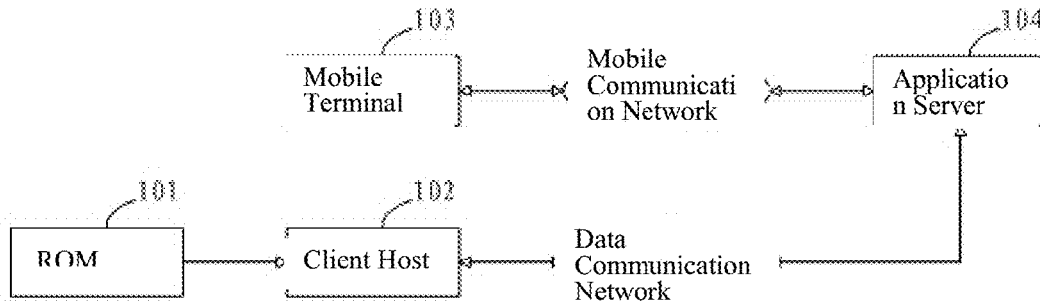 103
104
Mobile
Terminal
Mobile
Communicati
on Network
Applicatio
n Server
101
102
ROM
Client Host
Data
Communication
Network